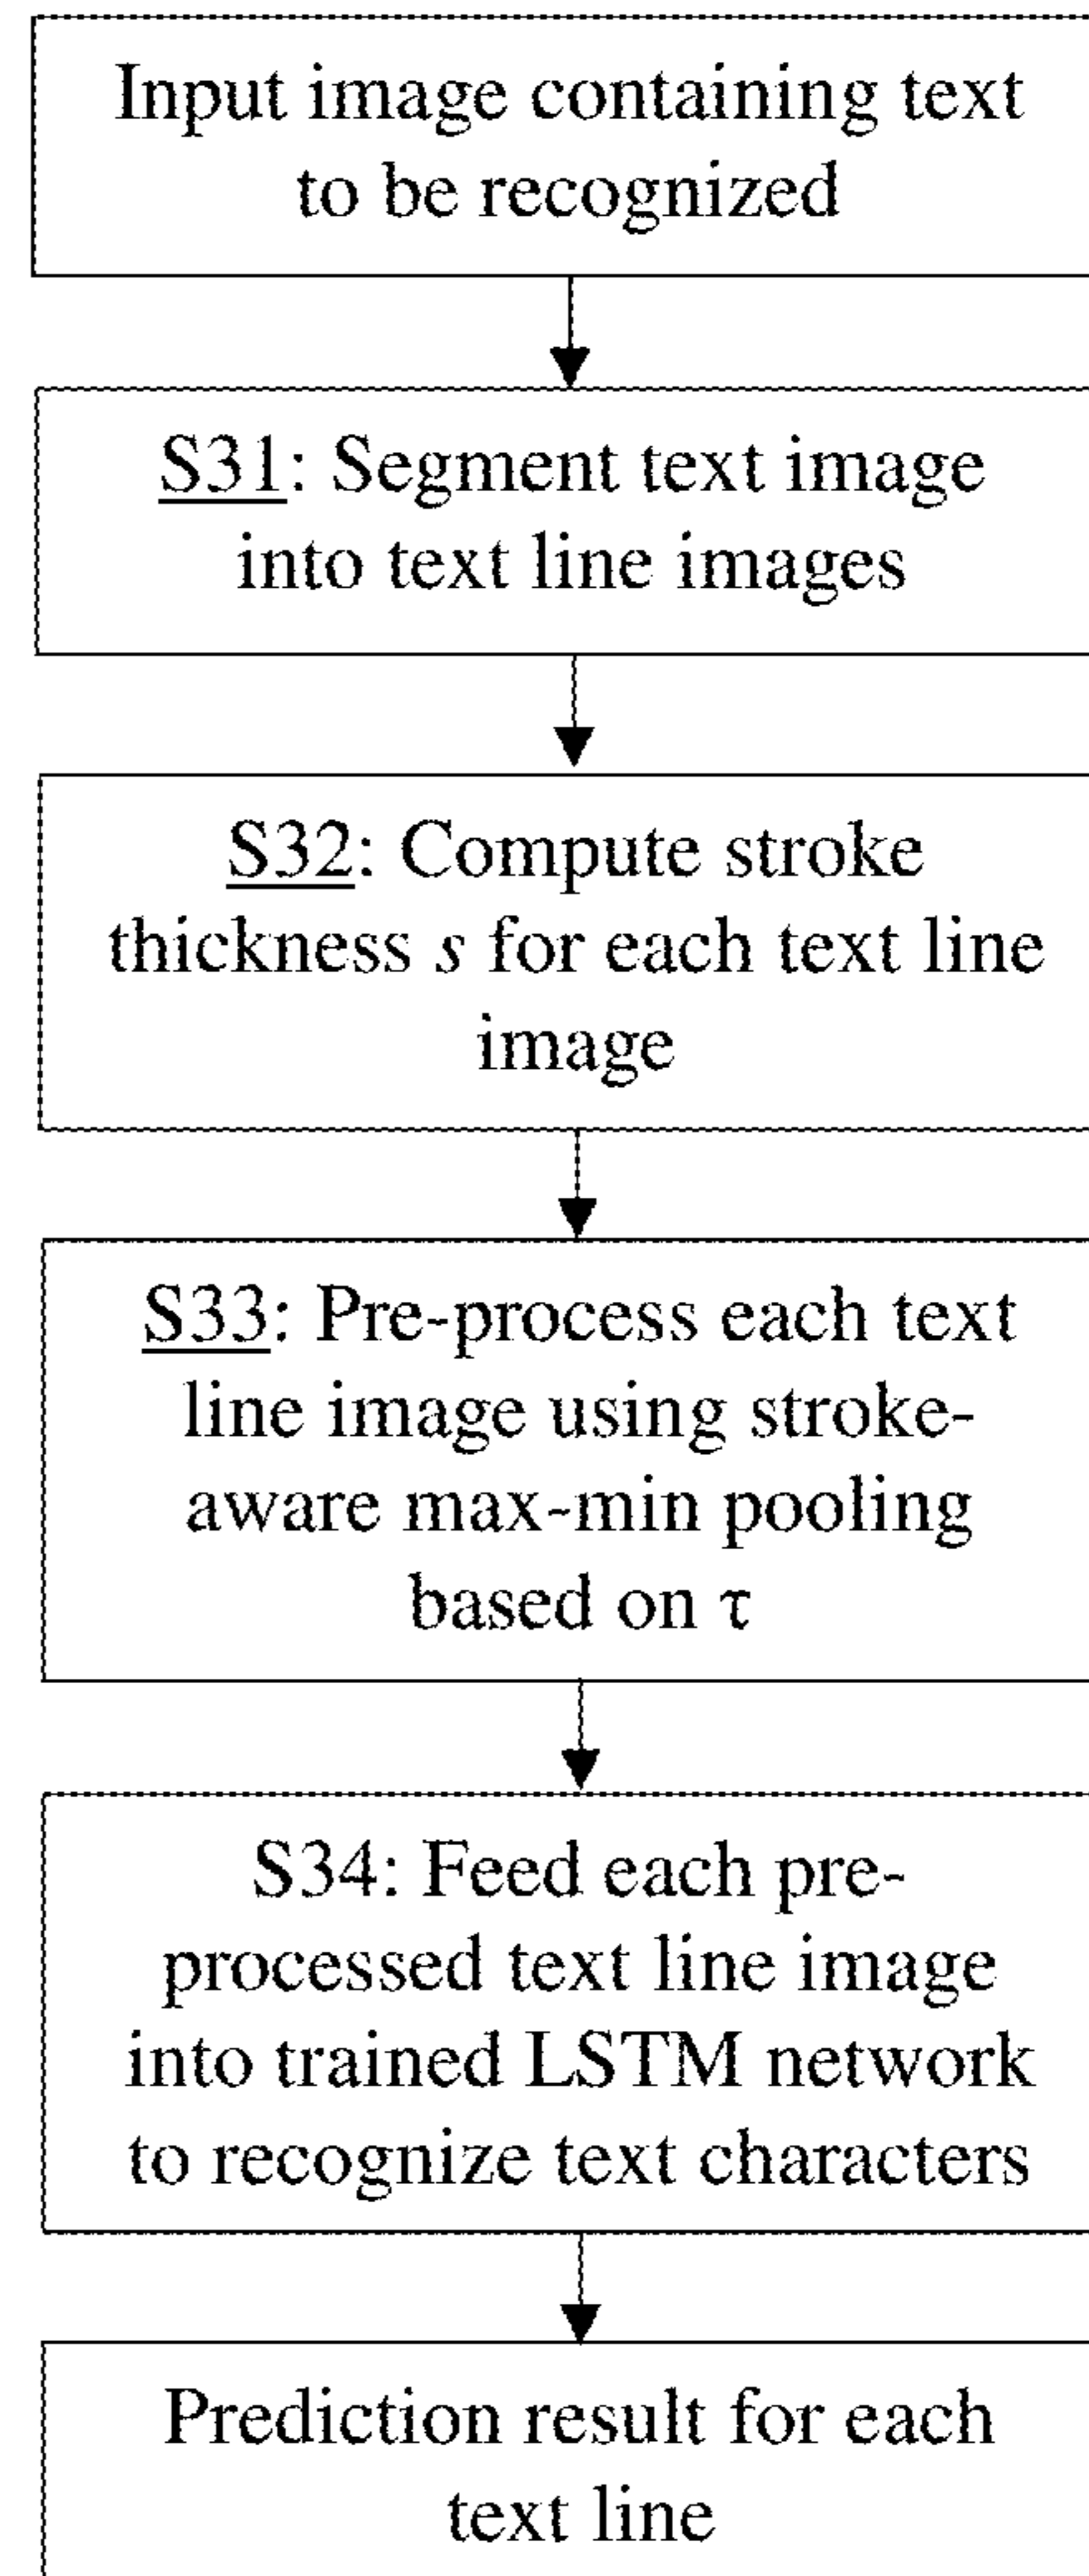 Input image containing text
to be recognized
S31: Segment text image
into text line images
S32: Compute stroke
thickness s for each text line
image
S33: Pre-process each text
line image using stroke-
aware max-min pooling
based on τ
S34: Feed each pre-
processed text line image
into trained LSTM network
to recognize text characters
Prediction result for each
text line